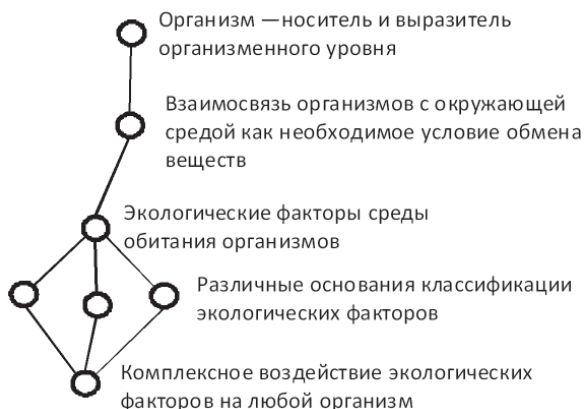 Организм —носитель и выразитель
организменного уровня
Взаимосвязь организмов с окружающей
средой как необходимое условие обмена
веществ
Экологические факторы среды
обитания организмов
Различные основания классификации
экологических факторов
Комплексное воздействие экологических
факторов на любой организм